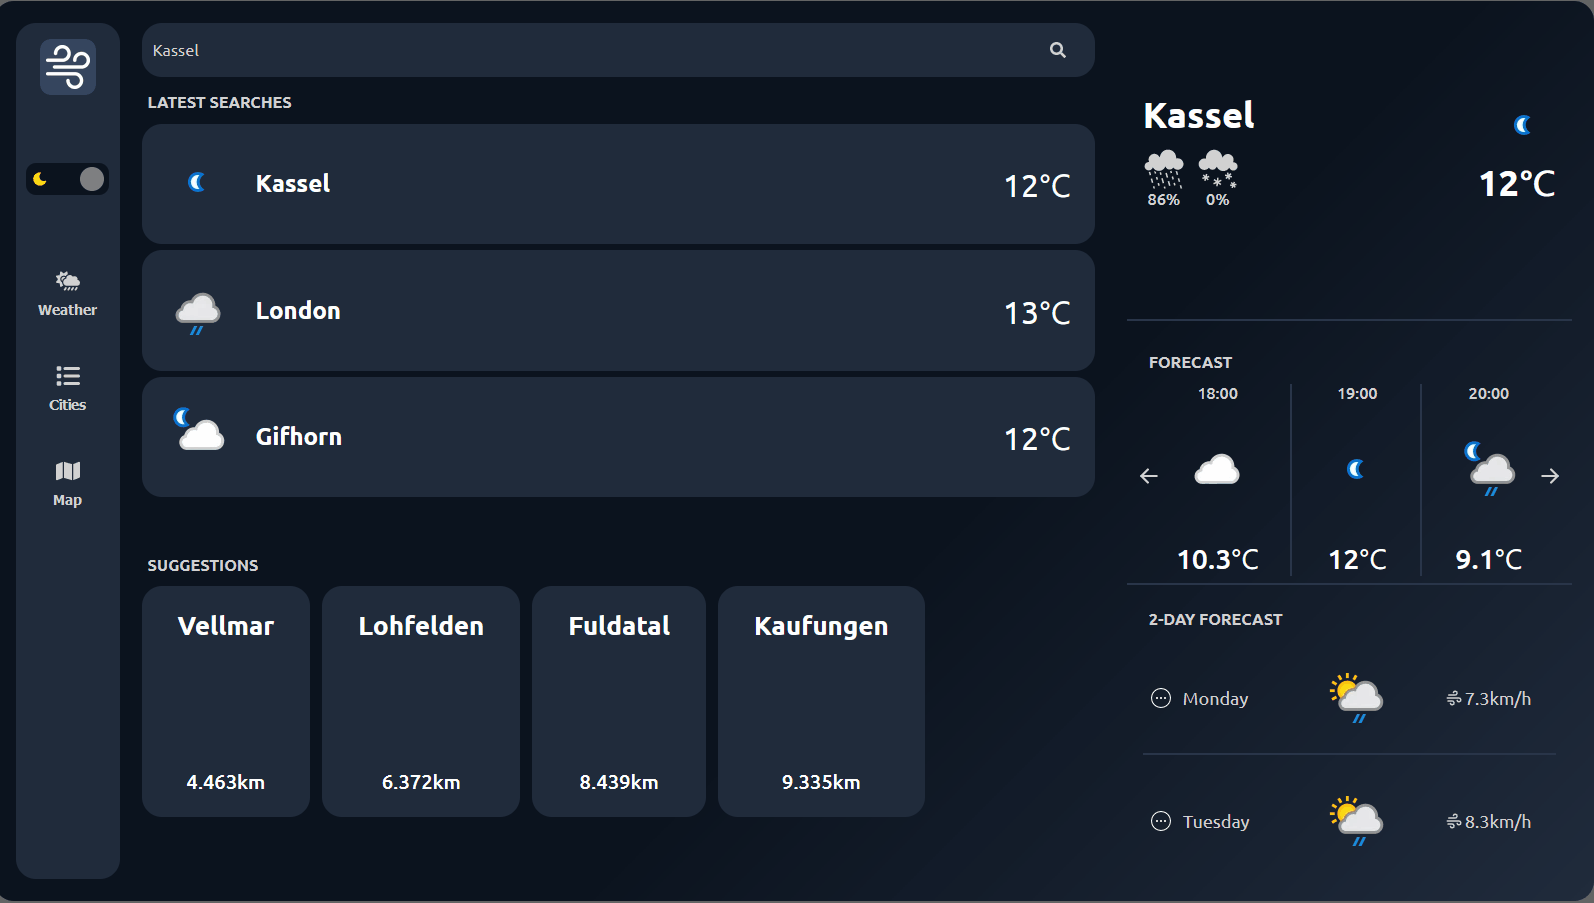 Kassel
LATEST SEARCHES
Kassel
12°C
London
13°C
Gifhorn
12°C
Weather
Cities
Map
SUGGESTIONS
Vellmar
4.463km
Lohfelden
6.372km
Fuldatal
8.439km
Kaufungen
9.335km
Kassel
86%
0%
12°C
FORECAST
18:00
10.3°C
19:00
12°C
20:00
9.1°C
2-DAY FORECAST
Monday
7.3km/h
Tuesday
8.3km/h